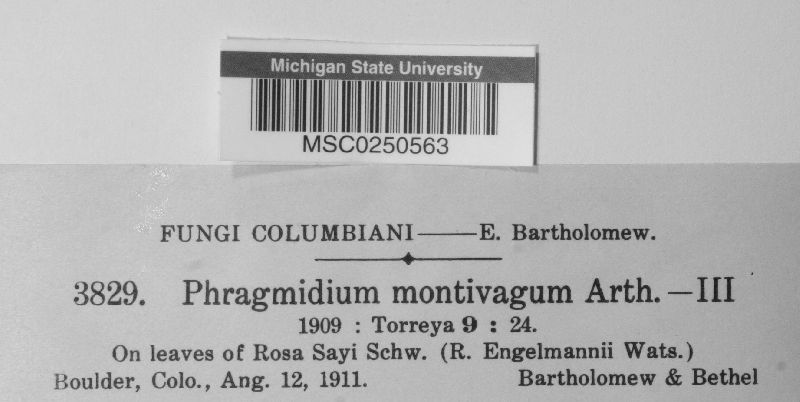 Michigan State University
MSC0250563
FUNGI COLUMBIANI——E. Bartholomew.
3829. Phragmidium montivagum Arth.—III
1909 : Torreya 9 : 24.
On leaves of Rosa Sayi Schw. (R. Engelmannii Wats.)
Boulder, Colo., Ang. 12, 1911. Bartholomew & Bethel